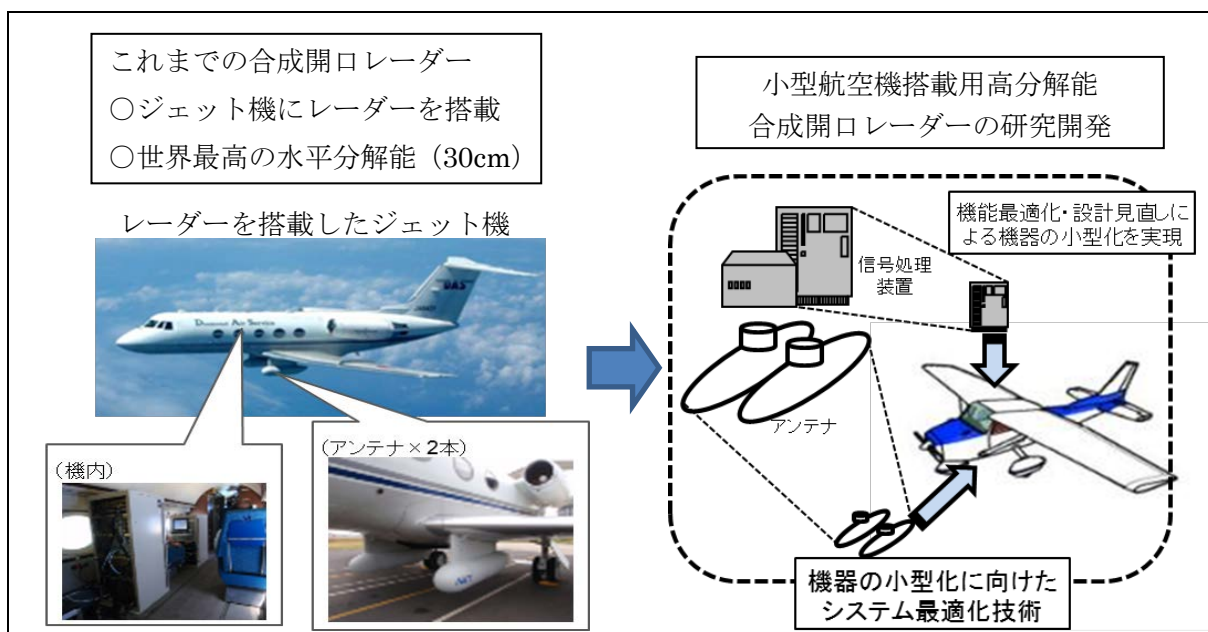 これまでの合成開口レーダー
○ジェット機にレーダーを搭載
○世界最高の水平分解能（30cm）
レーダーを搭載したジェット機
Diamond Air Service
DAS
（機内）
（アンテナ×2本）
小型航空機搭載用高分解能
合成開口レーダーの研究開発
機能最適化・設計見直しに
よる機器の小型化を実現
信号処理
装置
アンテナ
機器の小型化に向けた
システム最適化技術